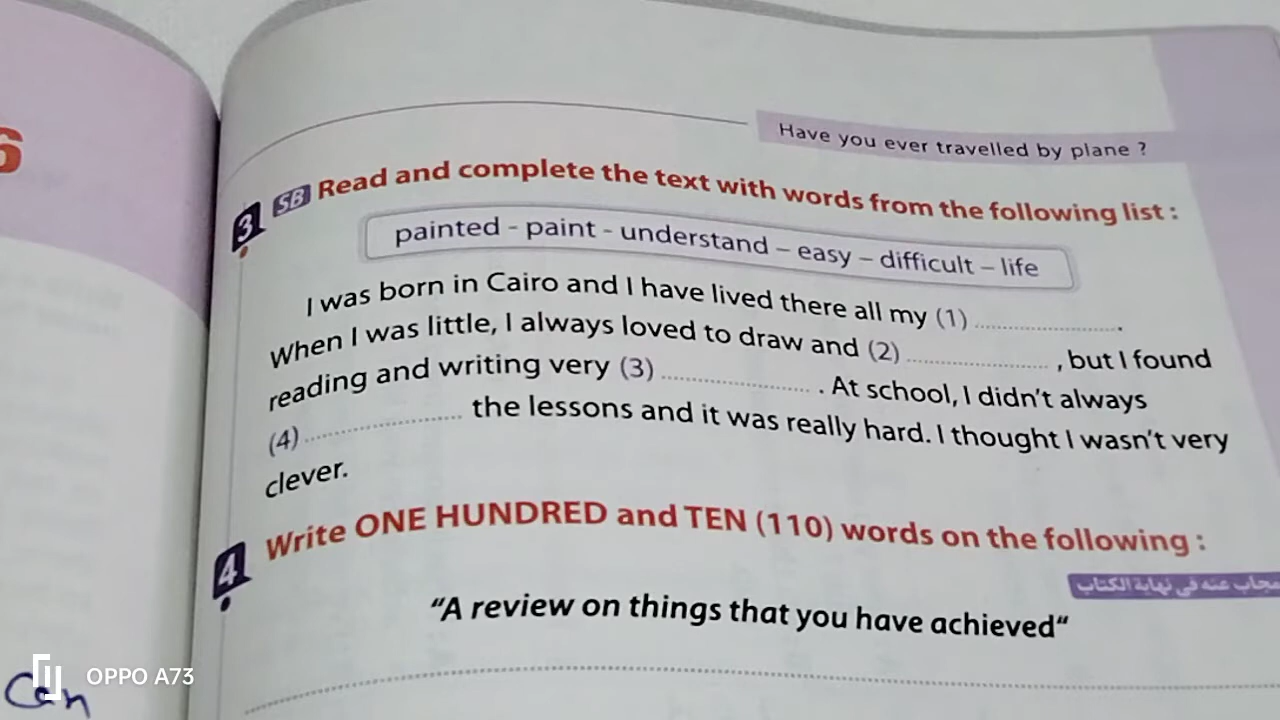 6
Have you ever travelled by plane ?
3 SB Read and complete the text with words from the following list :
painted - paint - understand – easy – difficult – life
I was born in Cairo and I have lived there all my (1) ........................ .
When I was little, I always loved to draw and (2) ........................ , but I found
reading and writing very (3) ........................ . At school, I didn't always
(4) ........................ the lessons and it was really hard. I thought I wasn't very
clever.
4 Write ONE HUNDRED and TEN (110) words on the following :
مجاب عنه في نهاية الكتاب
“A review on things that you have achieved“
Can
OPPO A73